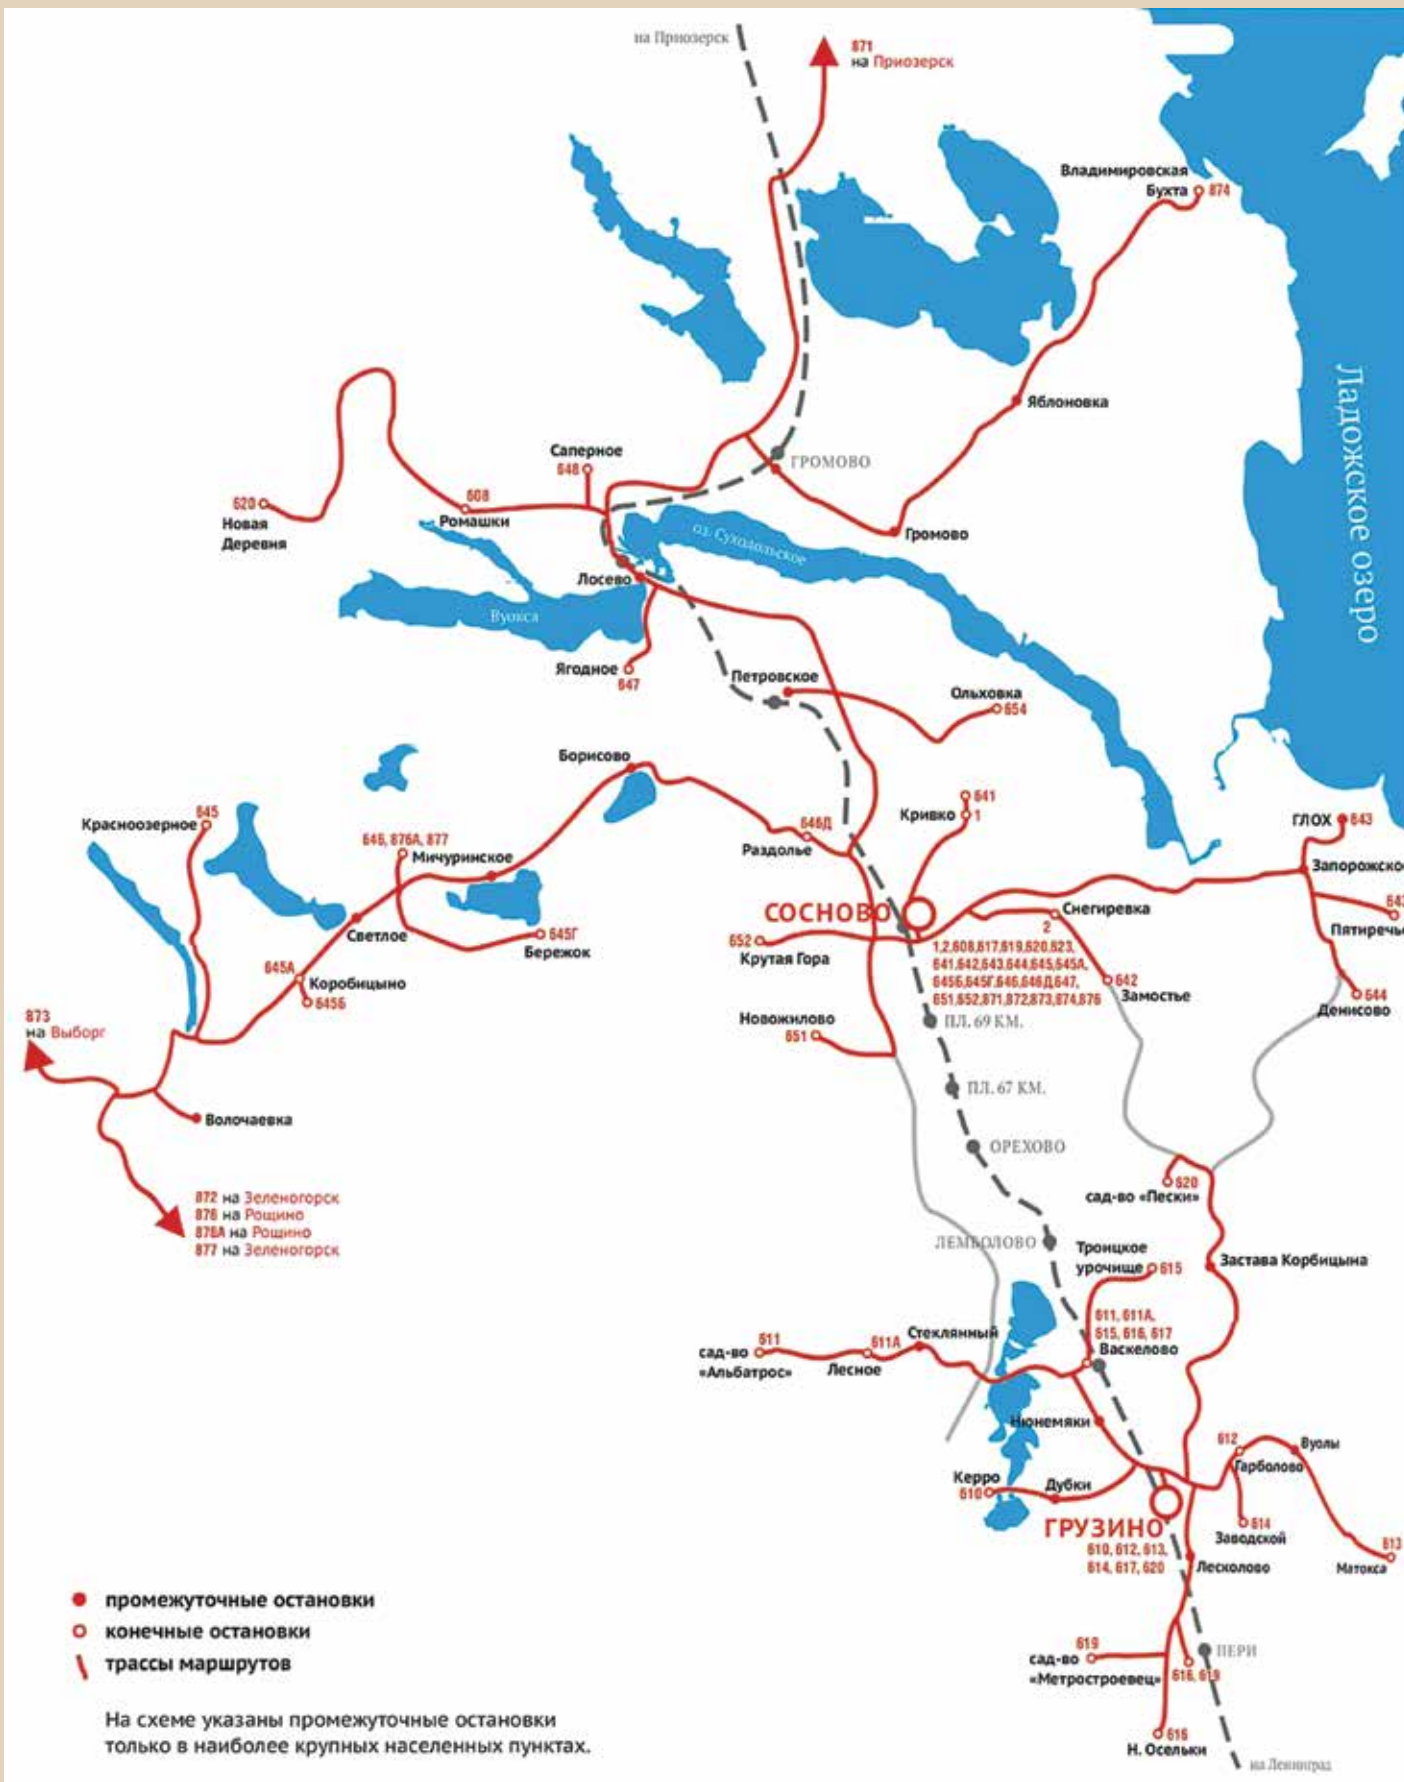 на Приозерск
871
на Приозерск
Владимировская
Бухта
874
Ладожское озеро
Яблоновка
ГРОМОВО
Саперное
648
608
Ромашки
620
Новая
Деревня
Громово
оз. Суходольское
Лосево
Вуокса
Ягодное
647
Петровское
Ольховка
654
Борисово
641
Кривко
1
645
Красноозерное
646, 876А, 877
Мичуринское
646Д
Раздолье
ГЛОХ
643
Запорожско
СОСНОВО
Снегиревка
2
Пятиречь
Светлое
645Г
Бережок
652
Крутая Гора
1,2,608,617,619,620,623,
641,642,643,644,645,645А,
645Б,645Г,646,646Д,647,
651,652,871,872,873,874,876
645А
Коробицыно
645Б
642
Замостье
644
Денисово
873
на Выборг
Новожилово
651
ПЛ. 69 КМ.
ПЛ. 67 КМ.
Волочаевка
ОРЕХОВО
872 на Зеленогорск
876 на Рощино
876А на Рощино
877 на Зеленогорск
620
сад-во «Пески»
ЛЕМБОЛОВО
Троицкое
урочище
615
Застава Корбицына
611, 611А,
615, 616, 617
Васкелово
Стеклянный
611
сад-во
«Альбатрос»
611А
Лесное
Нюнемяки
612
Гарболово
Вуолы
Керро
610
Дубки
ГРУЗИНО
610, 612, 613,
614, 617, 620
614
Заводской
613
Матокса
Лесколово
промежуточные остановки
конечные остановки
трассы маршрутов
619
сад-во
«Метростроевец»
616, 619
ПЕРИ
616
Н. Осельки
На схеме указаны промежуточные остановки
только в наиболее крупных населенных пунктах.
на Ленинград